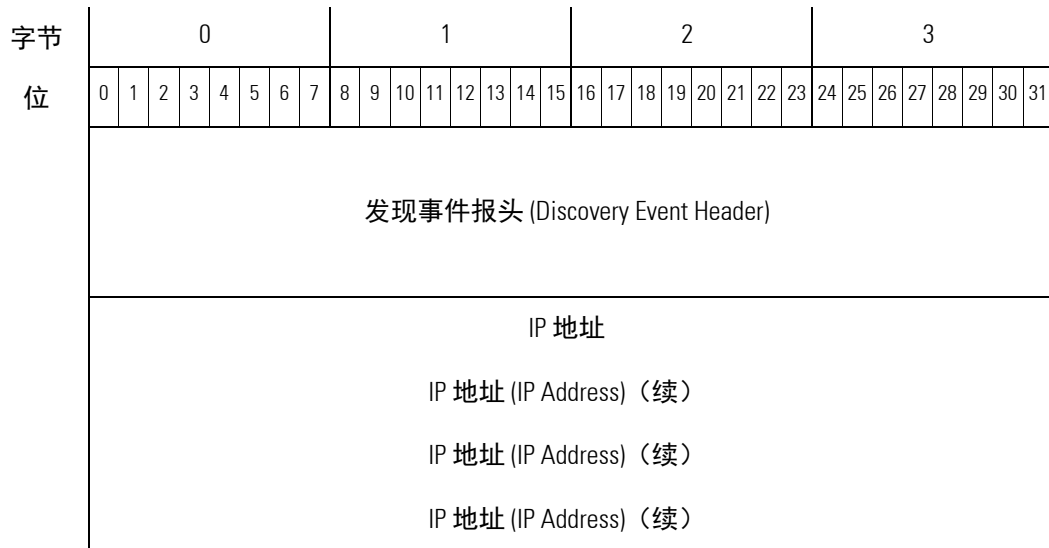 字节 0 1 2 3
位 0 1 2 3 4 5 6 7 8 9 10 11 12 13 14 15 16 17 18 19 20 21 22 23 24 25 26 27 28 29 30 31
发现事件报头 (Discovery Event Header)
IP 地址
IP 地址 (IP Address)（续）
IP 地址 (IP Address)（续）
IP 地址 (IP Address)（续）